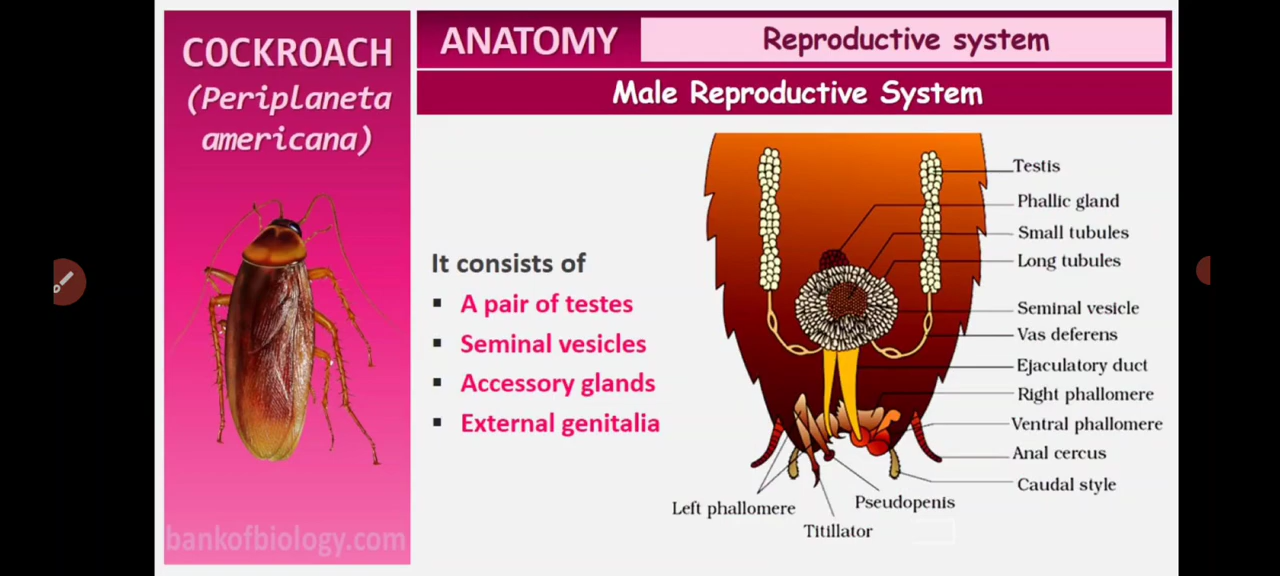 COCKROACH
(Periplaneta
americana)
bankofbiology.com
ANATOMY
Reproductive system
Male Reproductive System
It consists of
▪ A pair of testes
▪ Seminal vesicles
▪ Accessory glands
▪ External genitalia
Testis
Phallic gland
Small tubules
Long tubules
Seminal vesicle
Vas deferens
Ejaculatory duct
Right phallomere
Ventral phallomere
Anal cercus
Caudal style
Pseudopenis
Left phallomere
Titillator